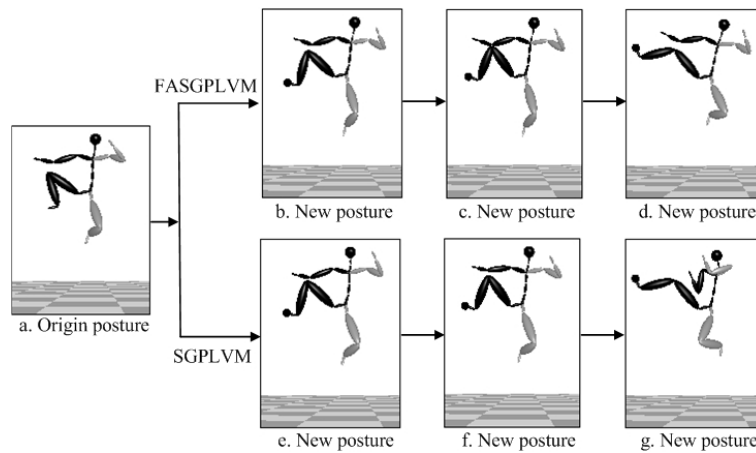 FASGPLVM
b. New posture
c. New posture
d. New posture
a. Origin posture
SGPLVM
e. New posture
f. New posture
g. New posture